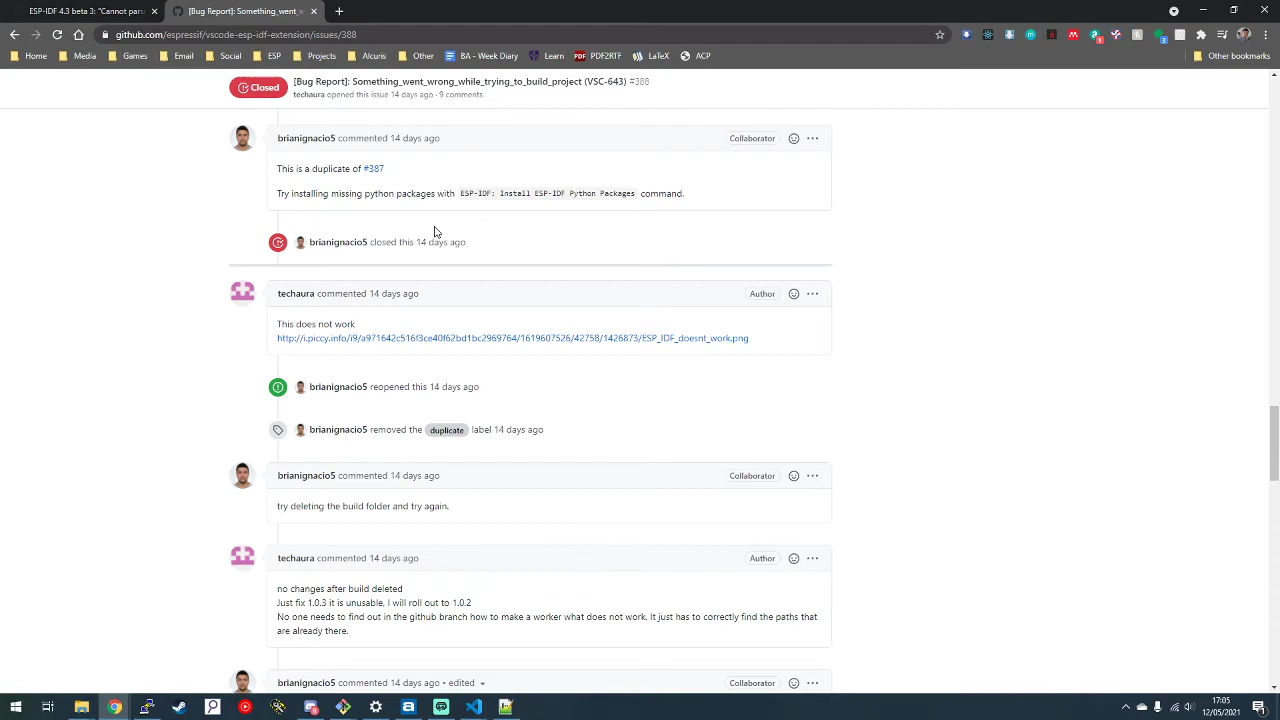 ESP-IDF 4.3 beta 3: "Cannot pars
[Bug Report]: Something_went_w
github.com/espressif/vscode-esp-idf-extension/issues/388
Home
Media
Games
Email
Social
ESP
Projects
School
Alcuris
Other
BA - Week Diary
Learn
PDF2RTF
LaTeX
ACP
Other bookmarks
Closed
[Bug Report]: Something_went_wrong_while_trying_to_build_project (VSC-643) #388
techaura opened this issue 14 days ago · 9 comments
brianignacio5 commented 14 days ago
Collaborator
This is a duplicate of #387
Try installing missing python packages with ESP-IDF: Install ESP-IDF Python Packages command.
brianignacio5 closed this 14 days ago
techaura commented 14 days ago
Author
This does not work
http://i.piccy.info/i9/a971642c516f3ce40f62bd1bc2969764/1619607526/42758/1426873/ESP_IDF_doesnt_work.png
brianignacio5 reopened this 14 days ago
brianignacio5 removed the duplicate label 14 days ago
brianignacio5 commented 14 days ago
Collaborator
try deleting the build folder and try again.
techaura commented 14 days ago
Author
no changes after build deleted
Just fix 1.0.3 it is unusable, I will roll out to 1.0.2
No one needs to find out in the github branch how to make a worker what does not work. It just has to correctly find the paths that
are already there.
brianignacio5 commented 14 days ago • edited
Collaborator
17:05
12/05/2021